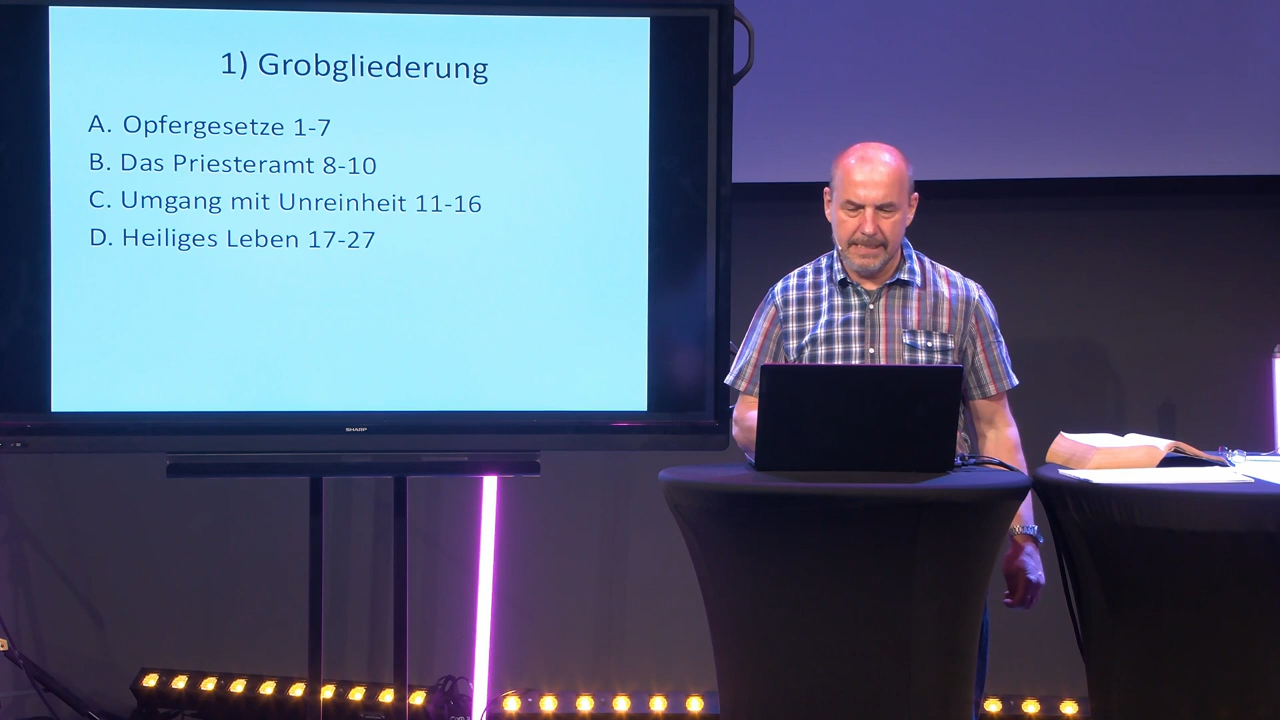 1) Grobgliederung
A. Opfergesetze 1-7
B. Das Priesteramt 8-10
C. Umgang mit Unreinheit 11-16
D. Heiliges Leben 17-27
SHARP